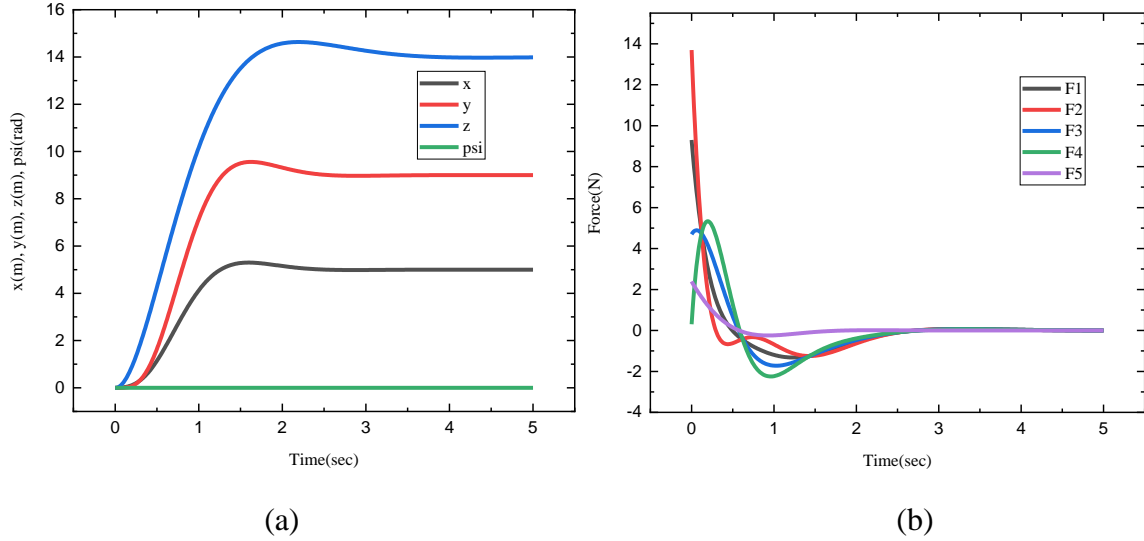 16
14
12
10
8
6
4
2
0
x(m), y(m), z(m), psi(rad)
x
y
z
psi
0 1 2 3 4 5
Time(sec)
(a)
14
12
10
8
6
4
2
0
-2
-4
Force(N)
F1
F2
F3
F4
F5
0 1 2 3 4 5
Time(sec)
(b)